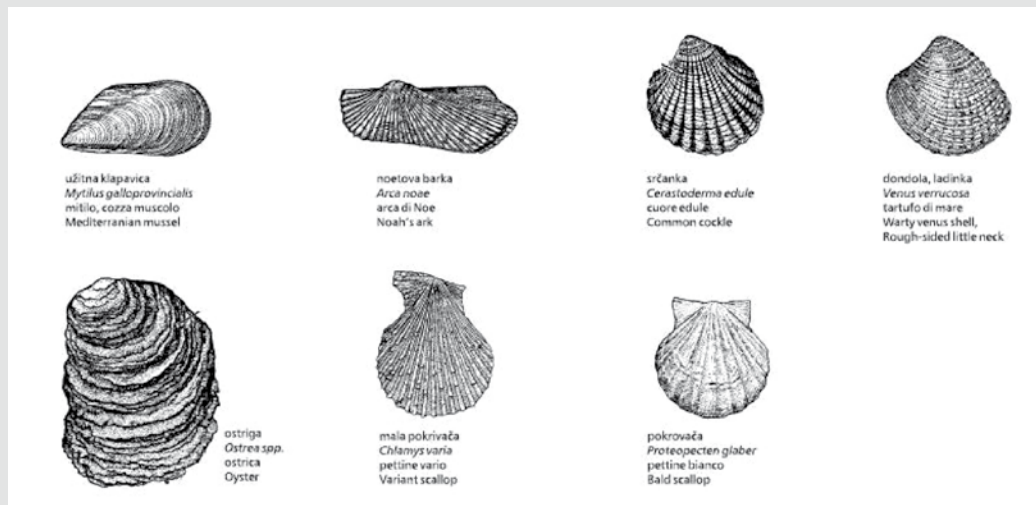 užitna klapavica
Mytilus galloprovincialis
mitilo, cozza muscolo
Mediterranian mussel
noetova barka
Arca noae
arca di Noe
Noah's ark
srčanka
Cerastoderma edule
cuore edule
Common cockle
dondola, ladinka
Venus verrucosa
tartufo di mare
Warty venus shell,
Rough-sided little neck
ostriga
Ostrea spp.
ostrica
Oyster
mala pokrivača
Chlamys varia
pettine vario
Variant scallop
pokrovača
Proteopecten glaber
pettine bianco
Bald scallop